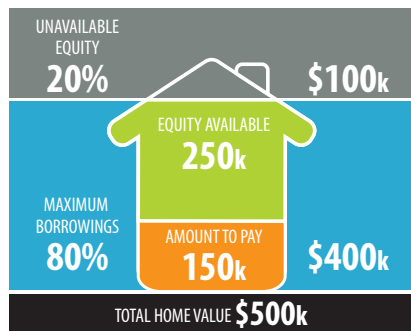 UNAVAILABLE
EQUITY
20%
$100k
EQUITY AVAILABLE
250k
MAXIMUM
BORROWINGS
80%
AMOUNT TO PAY
150k
$400k
TOTAL HOME VALUE $500k